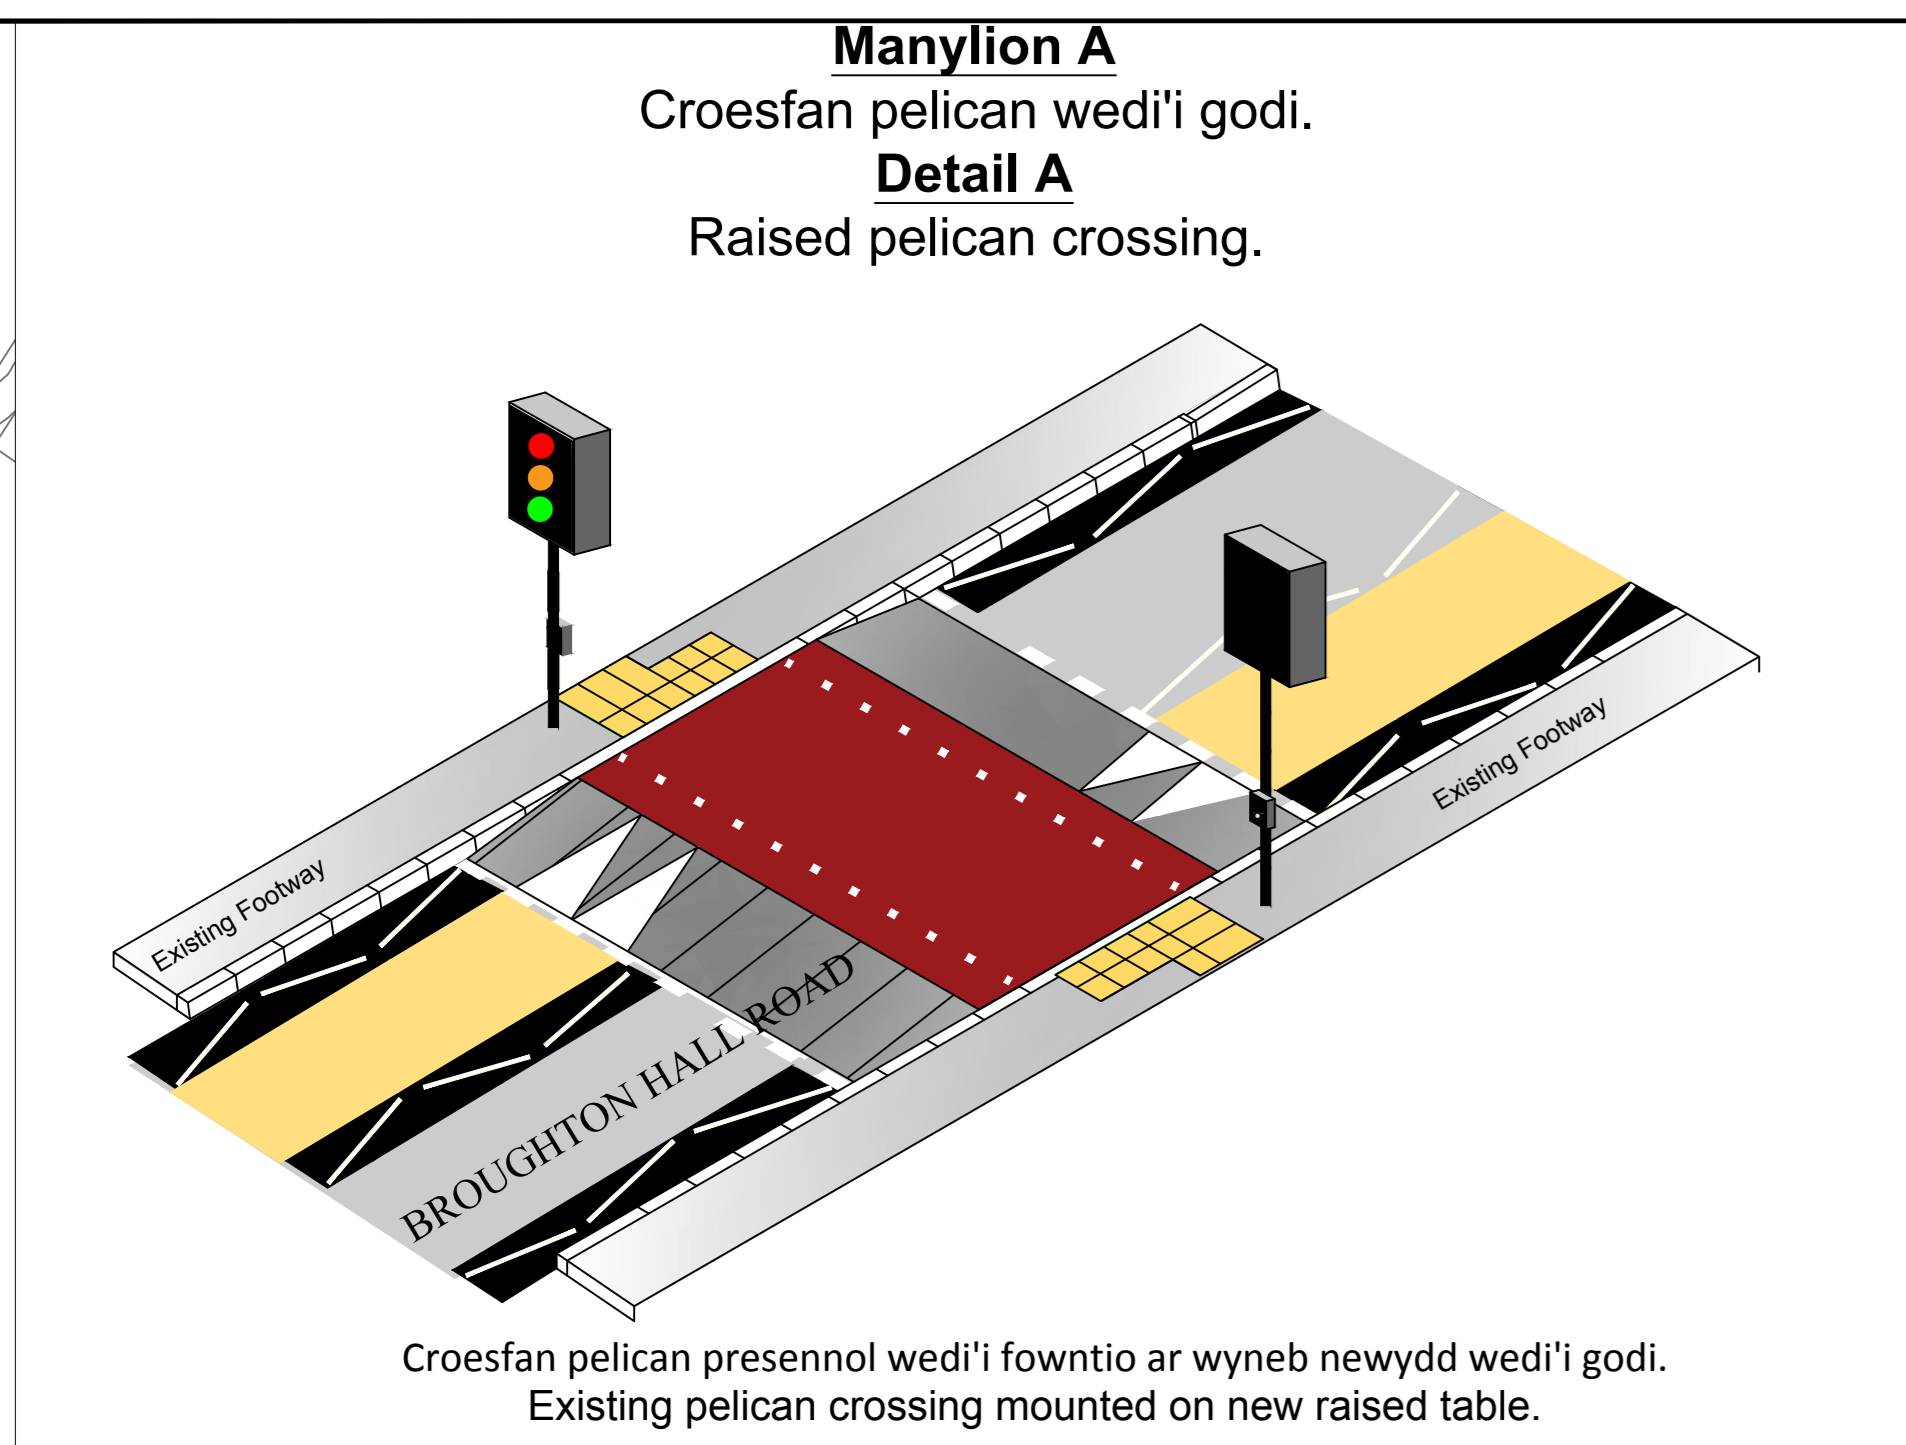 Manylion A
Croesfan pelican wedi'i godi.
Detail A
Raised pelican crossing.
Existing Footway
Existing Footway
BROUGHTON HALL ROAD
Croesfan pelican presennol wedi'i fowntio ar wyneb newydd wedi'i godi.
Existing pelican crossing mounted on new raised table.